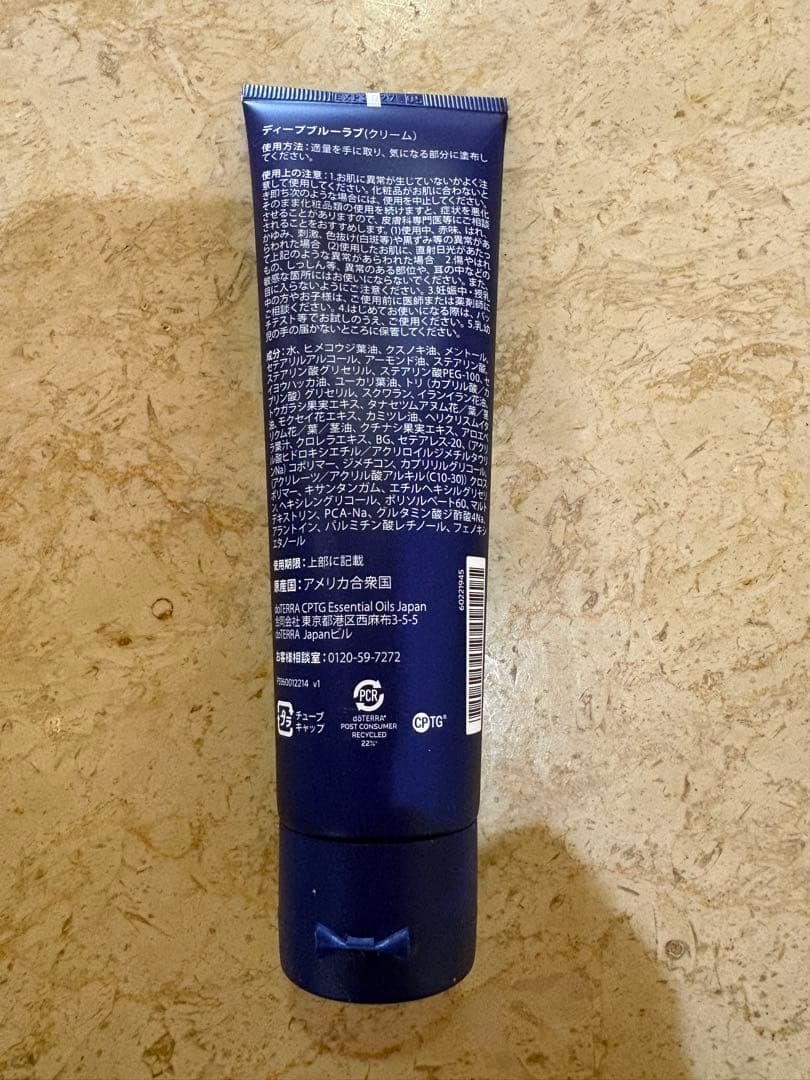 ディープブルーラブ(クリーム)
使用方法：適量を手に取り、気になる部分に塗布し
てください。
使用上の注意：1.お肌に異常が生じていないかよく注
意して使用してください。化粧品がお肌に合わないと
き即ち次のような場合には、使用を中止してください。
そのまま化粧品類の使用を続けますと、症状を悪化
させることがありますので、皮膚科専門医等にご相談
されることをおすすめします。(1)使用中、赤味、はれ、
かゆみ、刺激、色抜け(白斑等)や黒ずみ等の異常があ
らわれた場合 (2)使用したお肌に、直射日光があたっ
て上記のような異常があらわれた場合 2.傷やはれ
もの、しっしん等、異常のある部位や、耳の中などの
敏感な箇所にはお使いにならないでください。また、
目に入らないようにご注意ください。3.妊娠中・授乳
中の方やお子様は、ご使用前に医師または薬剤師に
ご相談ください。4.はじめてお使いになる際は、パッ
チテスト等でお試しのうえ、ご使用ください。5.乳幼
児の手の届かないところに保管してください。
成分：水、ヒメコウジ葉油、クスノキ油、メントール、
セテアリルアルコール、アーモンド油、ステアリン酸、
ステアリン酸グリセリル、ステアリン酸PEG-100、セ
イヨウハッカ油、ユーカリ葉油、トリ（カプリル酸／カ
プリン酸）グリセリル、スクワラン、イランイラン花油、
トウガラシ果実エキス、タナセツムアヌム花／葉／茎
油、モクセイ花エキス、カミツレ油、ヘリクリスムイタ
リクム花／葉／茎油、クチナシ果実エキス、アロエベ
ラ葉汁、クロレラエキス、BG、セテアレス-20、（アクリ
ル酸ヒドロキシエチル／アクリロイルジメチルタウリ
ンNa）コポリマー、ジメチコン、カプリリルグリコール、
（アクリレーツ／アクリル酸アルキル(C10-30)）クロス
ポリマー、キサンタンガム、エチルヘキシルグリセリ
ン、ヘキシレングリコール、ポリソルベート60、マルト
デキストリン、PCA-Na、グルタミン酸ジ酢酸4Na、
アラントイン、パルミチン酸レチノール、フェノキシ
エタノール
使用期限：上部に記載
原産国：アメリカ合衆国
doTERRA CPTG Essential Oils Japan
合同会社 東京都港区西麻布3-5-5
doTERRA Japanビル
お客様相談室：0120-59-7272
60221945
PCR
dōTERRA®
POST CONSUMER
RECYCLED
22%
プラ
チューブ
キャップ
CPTG®